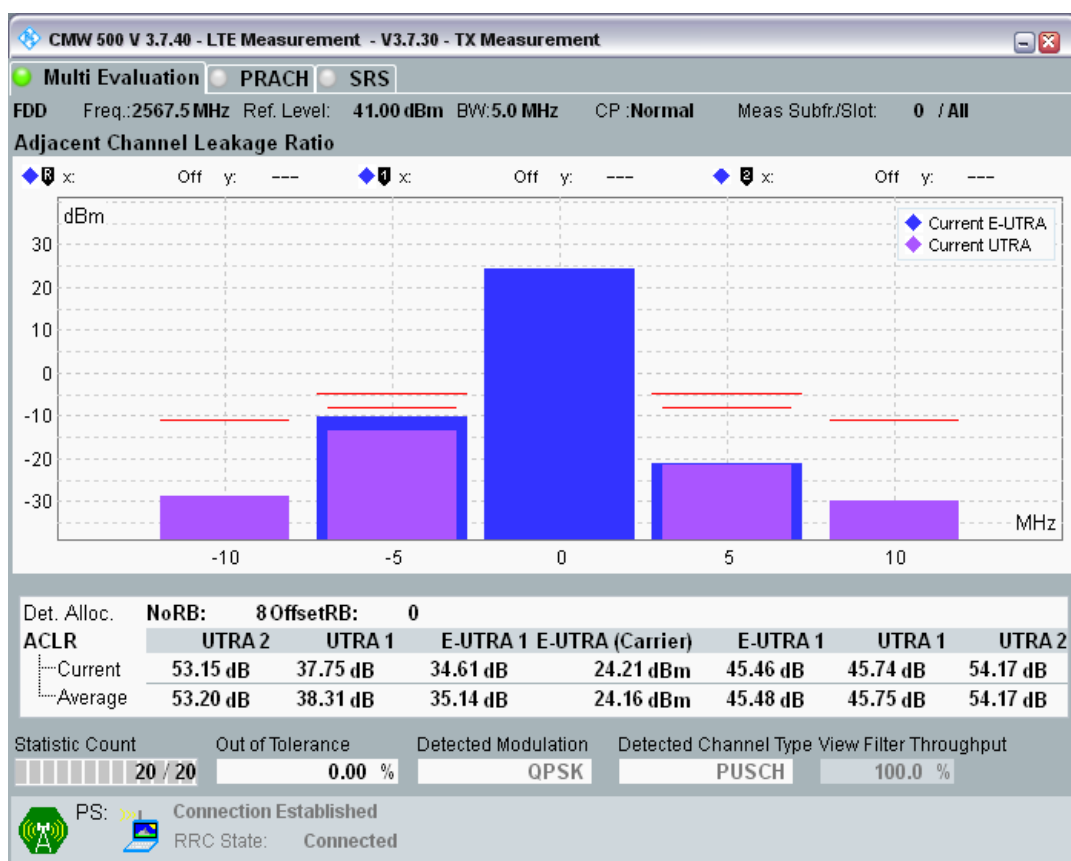 CMW 500 V 3.7.40 - LTE Measurement - V3.7.30 - TX Measurement
Multi Evaluation PRACH SRS
FDD Freq.:2567.5 MHz Ref. Level: 41.00 dBm BW:5.0 MHz CP :Normal Meas Subfr./Slot: 0 / All
Adjacent Channel Leakage Ratio
R x: Off y: --- 1 x: Off y: --- 2 x: Off y: ---
dBm
Current E-UTRA
Current UTRA
30
20
10
0
-10
-20
-30
MHz
-10 -5 0 5 10
Det. Alloc. NoRB: 8 OffsetRB: 0
ACLR UTRA 2 UTRA 1 E-UTRA 1 E-UTRA (Carrier) E-UTRA 1 UTRA 1 UTRA 2
Current 53.15 dB 37.75 dB 34.61 dB 24.21 dBm 45.46 dB 45.74 dB 54.17 dB
Average 53.20 dB 38.31 dB 35.14 dB 24.16 dBm 45.48 dB 45.75 dB 54.17 dB
Statistic Count Out of Tolerance Detected Modulation Detected Channel Type View Filter Throughput
20 / 20 0.00 % QPSK PUSCH 100.0 %
PS: Connection Established
RRC State: Connected